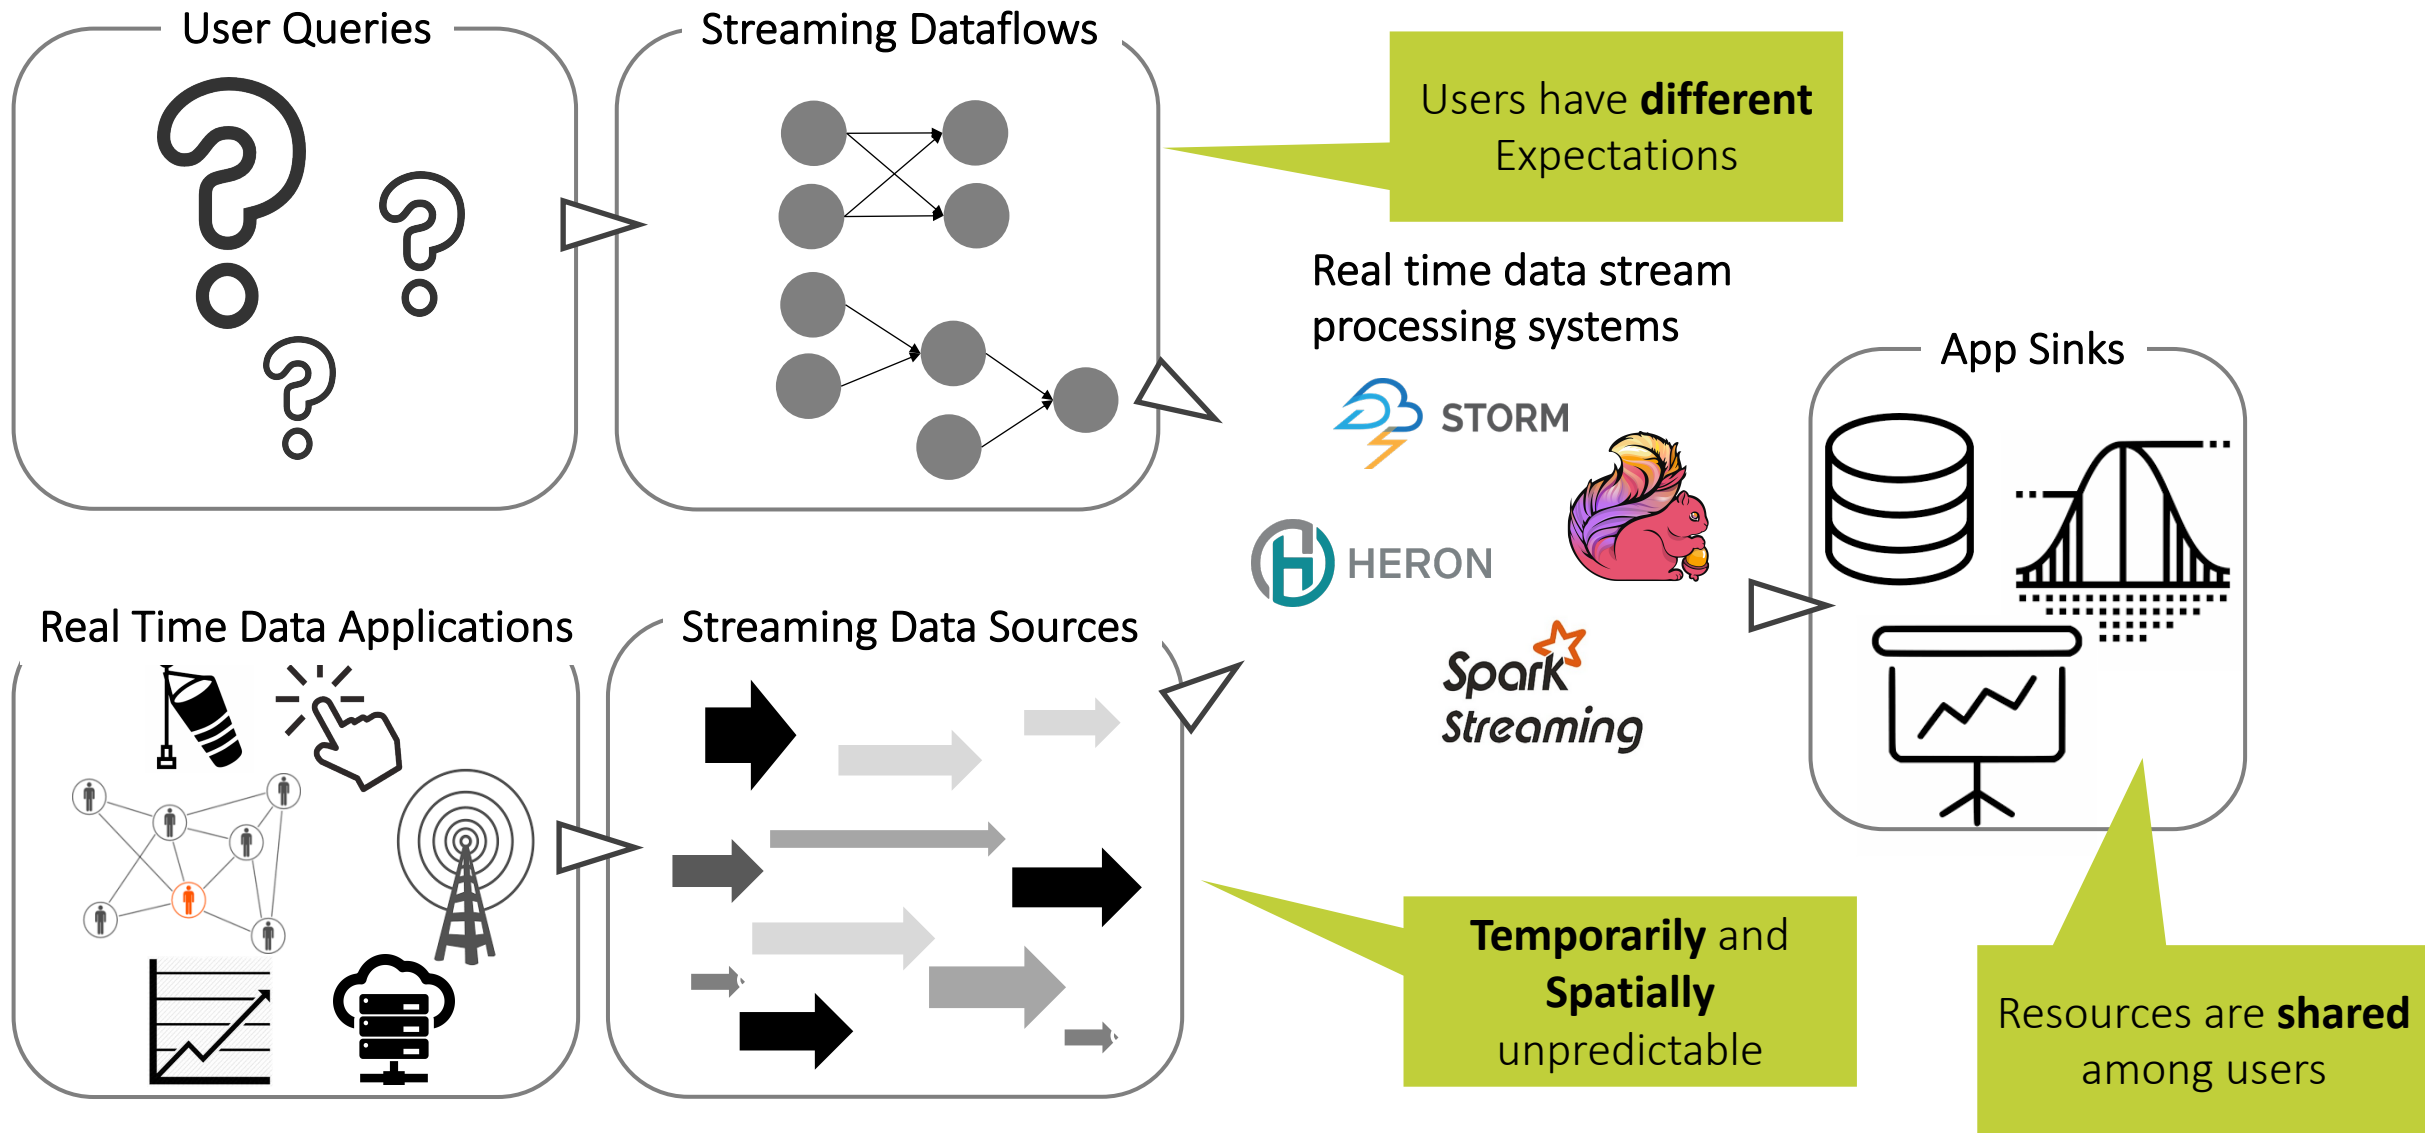 User Queries
Streaming Dataflows
Users have different
Expectations
Real time data stream
processing systems
STORM
HERON
Spark
Streaming
App Sinks
Real Time Data Applications
Streaming Data Sources
Temporarily and
Spatially
unpredictable
Resources are shared
among users